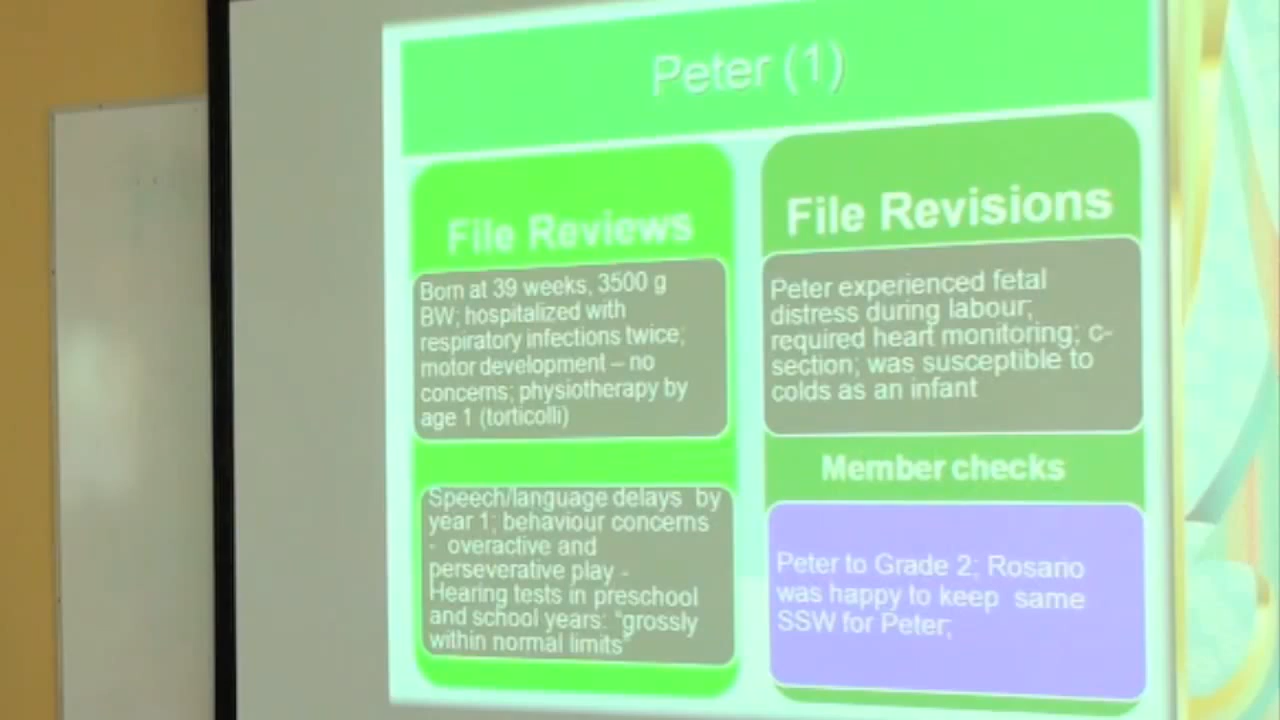 Peter (1)
File Reviews
Born at 39 weeks, 3500 g
BW; hospitalized with
respiratory infections twice;
motor development – no
concerns; physiotherapy by
age 1 (torticolli)
Speech/language delays by
year 1; behaviour concerns
- overactive and
perseverative play -
Hearing tests in preschool
and school years: "grossly
within normal limits"
File Revisions
Peter experienced fetal
distress during labour;
required heart monitoring; c-
section; was susceptible to
colds as an infant
Member checks
Peter to Grade 2; Rosario
was happy to keep same
SSW for Peter;